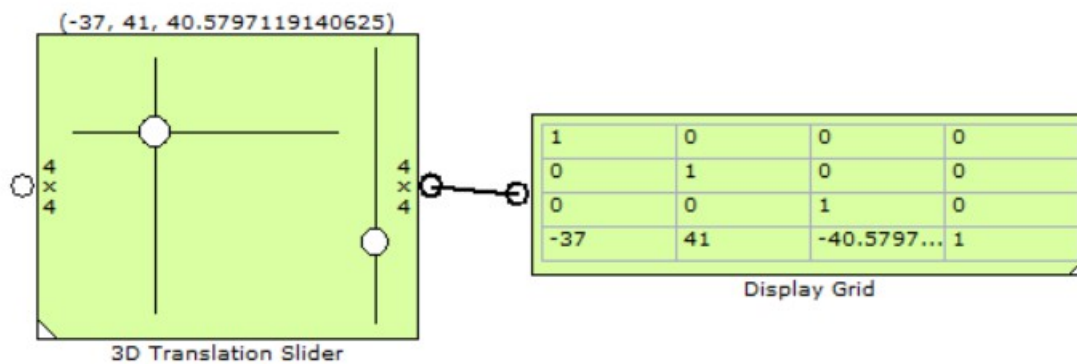 (-37, 41, 40.5797119140625)
4
x
4
4
x
4
3D Translation Slider
1 0 0 0
0 1 0 0
0 0 1 0
-37 41 -40.5797... 1
Display Grid